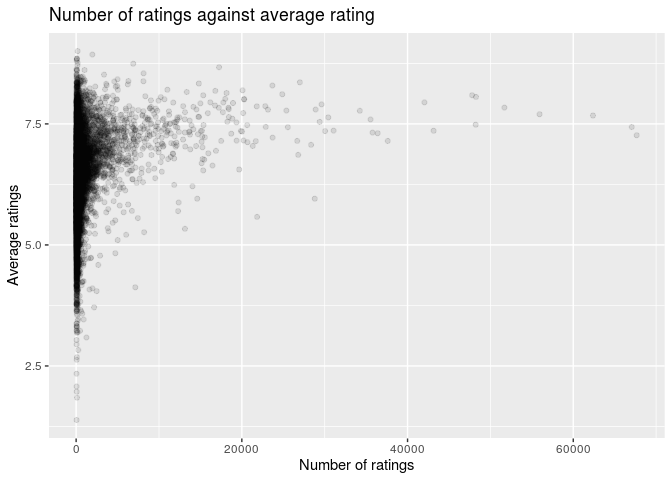 Number of ratings against average rating
7.5
5.0
2.5
Average ratings
0 20000 40000 60000
Number of ratings